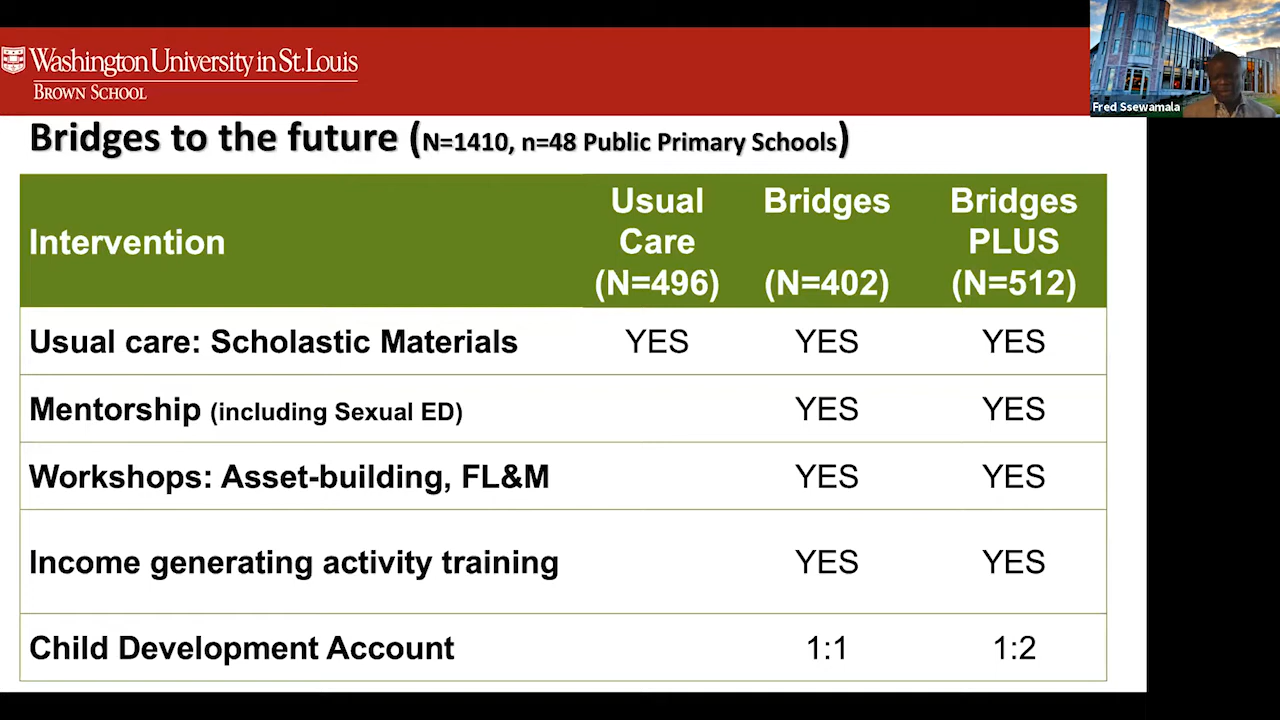 Washington University in St. Louis
BROWN SCHOOL
Fred Ssewamala
Bridges to the future (N=1410, n=48 Public Primary Schools)
Intervention Usual Care (N=496) Bridges (N=402) Bridges PLUS (N=512)
Usual care: Scholastic Materials YES YES YES
Mentorship (including Sexual ED) YES YES
Workshops: Asset-building, FL&M YES YES
Income generating activity training YES YES
Child Development Account 1:1 1:2